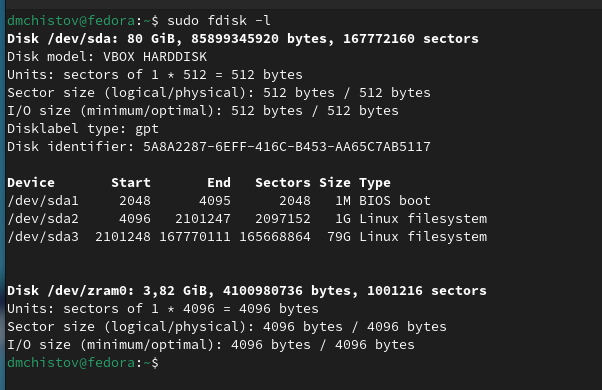 dmchistov@fedora:~$ sudo fdisk -l
Disk /dev/sda: 80 GiB, 85899345920 bytes, 167772160 sectors
Disk model: VBOX HARDDISK
Units: sectors of 1 * 512 = 512 bytes
Sector size (logical/physical): 512 bytes / 512 bytes
I/O size (minimum/optimal): 512 bytes / 512 bytes
Disklabel type: gpt
Disk identifier: 5A8A2287-6EFF-416C-B453-AA65C7AB5117
Device Start End Sectors Size Type
/dev/sda1 2048 4095 2048 1M BIOS boot
/dev/sda2 4096 2101247 2097152 1G Linux filesystem
/dev/sda3 2101248 167770111 165668864 79G Linux filesystem
Disk /dev/zram0: 3,82 GiB, 4100980736 bytes, 1001216 sectors
Units: sectors of 1 * 4096 = 4096 bytes
Sector size (logical/physical): 4096 bytes / 4096 bytes
I/O size (minimum/optimal): 4096 bytes / 4096 bytes
dmchistov@fedora:~$